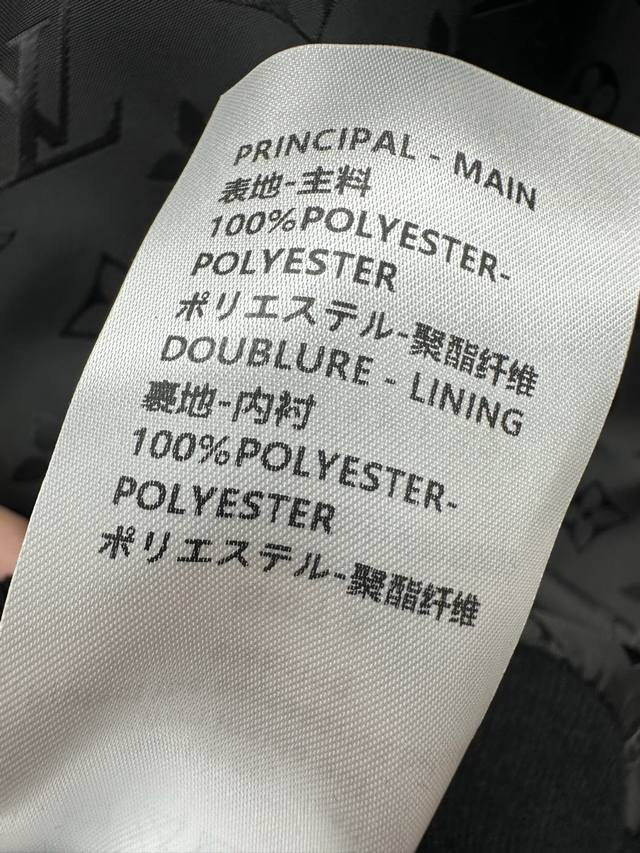 PRINCIPAL - MAIN
表地-主料
100%POLYESTER-
POLYESTER
ポリエステル-聚酯纤维
DOUBLURE - LINING
裏地-内衬
100%POLYESTER-
POLYESTER
ポリエステル-聚酯纤维
LV